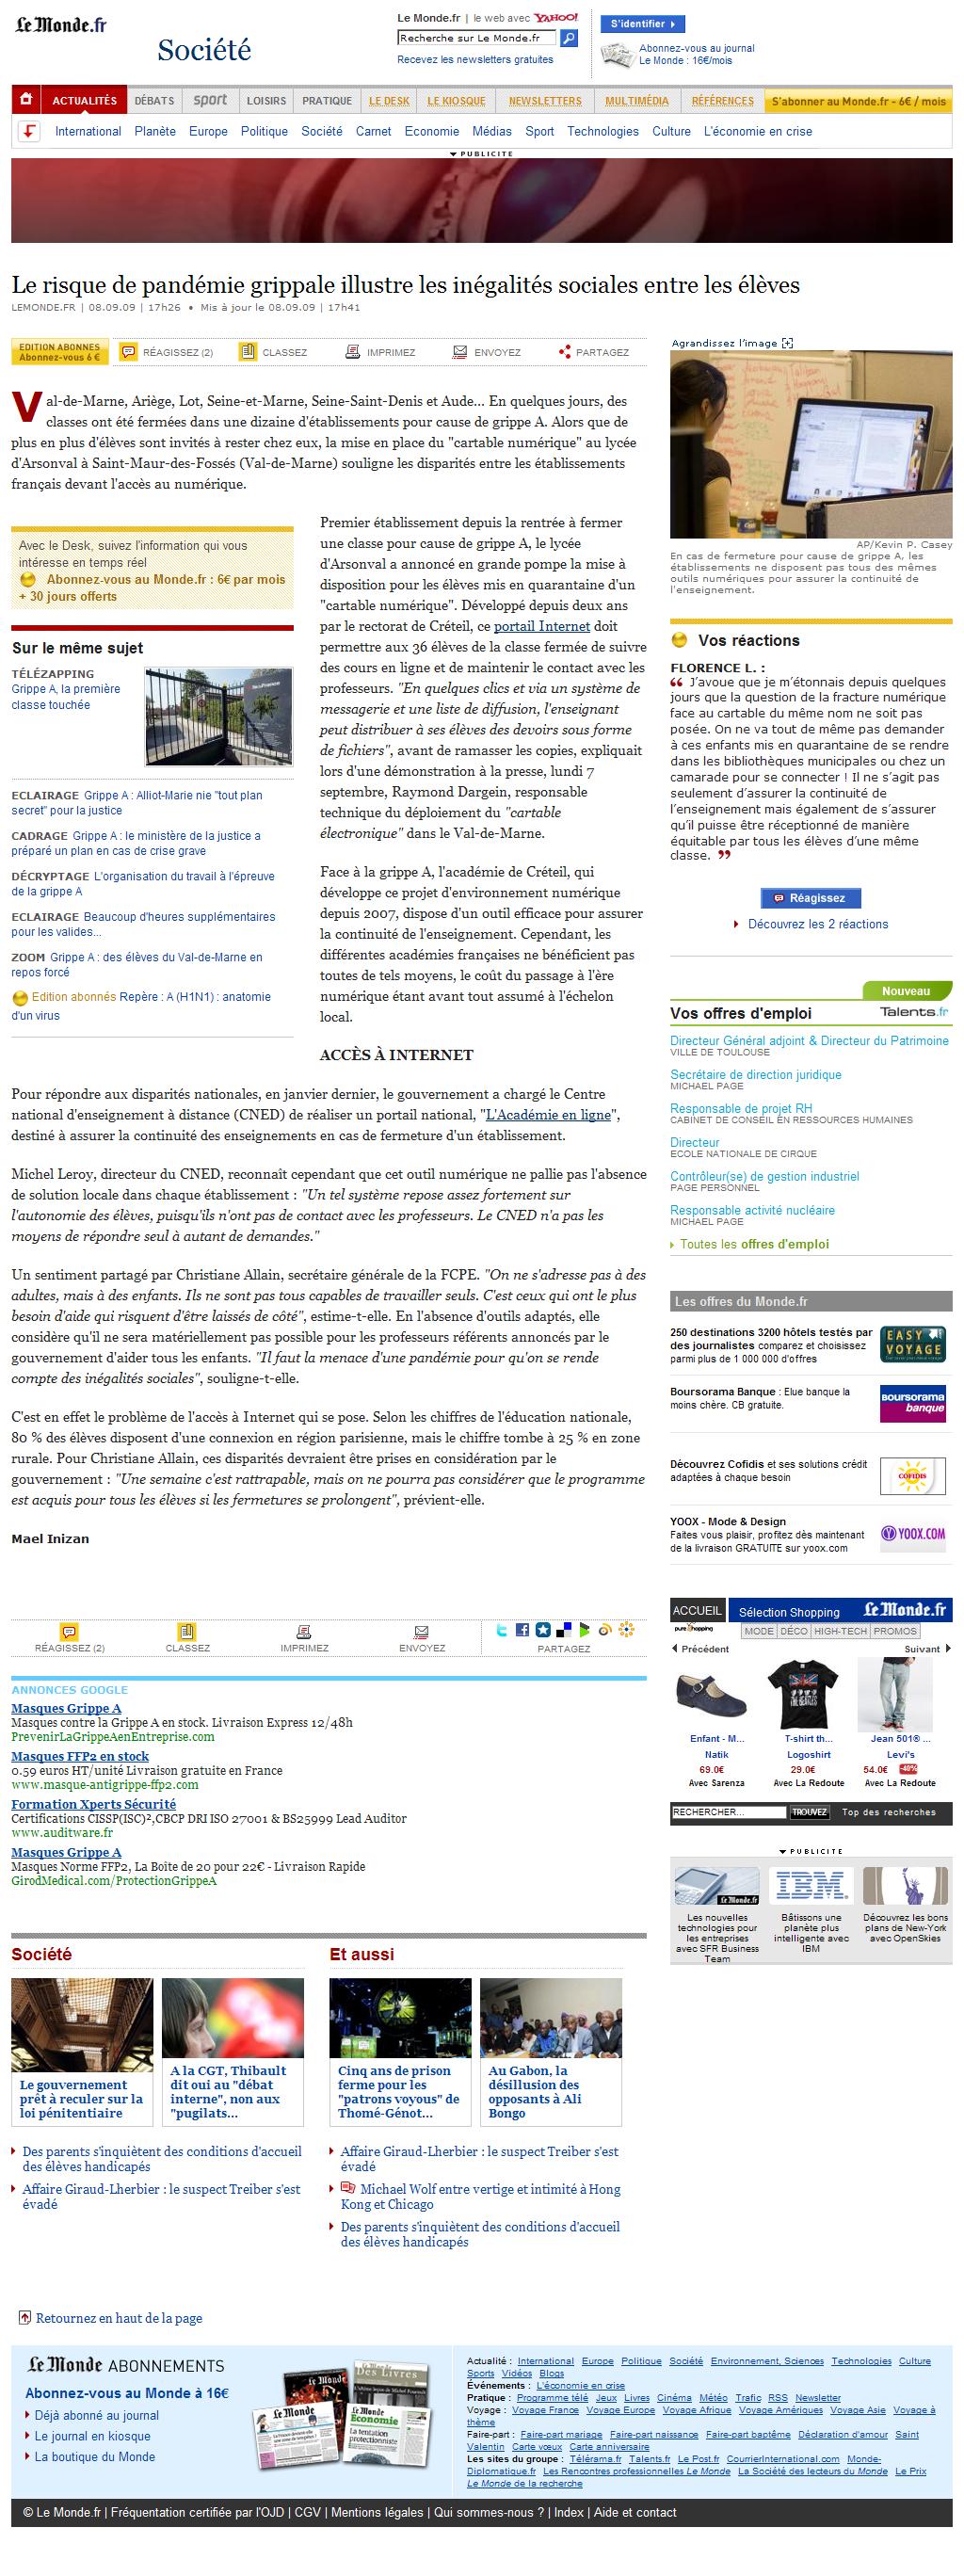 Le Monde.fr
Société
Le Monde.fr | le web avec YAHOO!
Recherche sur Le Monde.fr
Recevez les newsletters gratuites
S'identifier
Abonnez-vous au journal
Le Monde : 16€/mois
ACTUALITÉS DÉBATS sport LOISIRS PRATIQUE LE DESK LE KIOSQUE NEWSLETTERS MULTIMÉDIA RÉFÉRENCES S'abonner au Monde.fr - 6€ / mois
International Planète Europe Politique Société Carnet Economie Médias Sport Technologies Culture L'économie en crise
PUBLICITE
Le risque de pandémie grippale illustre les inégalités sociales entre les élèves
LEMONDE.FR | 08.09.09 | 17h26 • Mis à jour le 08.09.09 | 17h41
EDITION ABONNES
Abonnez-vous 6 €
RÉAGISSEZ (2) CLASSEZ IMPRIMEZ ENVOYEZ PARTAGEZ
Val-de-Marne, Ariège, Lot, Seine-et-Marne, Seine-Saint-Denis et Aude... En quelques jours, des
classes ont été fermées dans une dizaine d'établissements pour cause de grippe A. Alors que de
plus en plus d'élèves sont invités à rester chez eux, la mise en place du "cartable numérique" au lycée
d'Arsonval à Saint-Maur-des-Fossés (Val-de-Marne) souligne les disparités entre les établissements
français devant l'accès au numérique.
Avec le Desk, suivez l'information qui vous
intéresse en temps réel
Abonnez-vous au Monde.fr : 6€ par mois
+ 30 jours offerts
Sur le même sujet
TÉLÉZAPPING
Grippe A, la première
classe touchée
ECLAIRAGE Grippe A : Alliot-Marie nie "tout plan
secret" pour la justice
CADRAGE Grippe A : le ministère de la justice a
préparé un plan en cas de crise grave
DÉCRYPTAGE L'organisation du travail à l'épreuve
de la grippe A
ECLAIRAGE Beaucoup d'heures supplémentaires
pour les valides...
ZOOM Grippe A : des élèves du Val-de-Marne en
repos forcé
Edition abonnés Repère : A (H1N1) : anatomie
d'un virus
Premier établissement depuis la rentrée à fermer
une classe pour cause de grippe A, le lycée
d'Arsonval a annoncé en grande pompe la mise à
disposition pour les élèves mis en quarantaine d'un
"cartable numérique". Développé depuis deux ans
par le rectorat de Créteil, ce portail Internet doit
permettre aux 36 élèves de la classe fermée de suivre
des cours en ligne et de maintenir le contact avec les
professeurs. "En quelques clics et via un système de
messagerie et une liste de diffusion, l'enseignant
peut distribuer à ses élèves des devoirs sous forme
de fichiers", avant de ramasser les copies, expliquait
lors d'une démonstration à la presse, lundi 7
septembre, Raymond Dargein, responsable
technique du déploiement du "cartable
électronique" dans le Val-de-Marne.
Face à la grippe A, l'académie de Créteil, qui
développe ce projet d'environnement numérique
depuis 2007, dispose d'un outil efficace pour assurer
la continuité de l'enseignement. Cependant, les
différentes académies françaises ne bénéficient pas
toutes de tels moyens, le coût du passage à l'ère
numérique étant avant tout assumé à l'échelon
local.
ACCÈS À INTERNET
Pour répondre aux disparités nationales, en janvier dernier, le gouvernement a chargé le Centre
national d'enseignement à distance (CNED) de réaliser un portail national, "L'Académie en ligne",
destiné à assurer la continuité des enseignements en cas de fermeture d'un établissement.
Michel Leroy, directeur du CNED, reconnaît cependant que cet outil numérique ne pallie pas l'absence
de solution locale dans chaque établissement : "Un tel système repose assez fortement sur
l'autonomie des élèves, puisqu'ils n'ont pas de contact avec les professeurs. Le CNED n'a pas les
moyens de répondre seul à autant de demandes."
Un sentiment partagé par Christiane Allain, secrétaire générale de la FCPE. "On ne s'adresse pas à des
adultes, mais à des enfants. Ils ne sont pas tous capables de travailler seuls. C'est ceux qui ont le plus
besoin d'aide qui risquent d'être laissés de côté", estime-t-elle. En l'absence d'outils adaptés, elle
considère qu'il ne sera matériellement pas possible pour les professeurs référents annoncés par le
gouvernement d'aider tous les enfants. "Il faut la menace d'une pandémie pour qu'on se rende
compte des inégalités sociales", souligne-t-elle.
C'est en effet le problème de l'accès à Internet qui se pose. Selon les chiffres de l'éducation nationale,
80 % des élèves disposent d'une connexion en région parisienne, mais le chiffre tombe à 25 % en zone
rurale. Pour Christiane Allain, ces disparités devraient être prises en considération par le
gouvernement : "Une semaine c'est rattrapable, mais on ne pourra pas considérer que le programme
est acquis pour tous les élèves si les fermetures se prolongent", prévient-elle.
Mael Inizan
RÉAGISSEZ (2) CLASSEZ IMPRIMEZ ENVOYEZ PARTAGEZ
ANNONCES GOOGLE
Masques Grippe A
Masques contre la Grippe A en stock. Livraison Express 12/48h
PrevenirLaGrippeAenEntreprise.com
Masques FFP2 en stock
0.59 euros HT/unité Livraison gratuite en France
www.masque-antigrippe-ffp2.com
Formation Xperts Sécurité
Certifications CISSP(ISC)²,CBCP DRI ISO 27001 & BS25999 Lead Auditor
www.auditware.fr
Masques Grippe A
Masques Norme FFP2, La Boîte de 20 pour 22€ - Livraison Rapide
GirodMedical.com/ProtectionGrippeA
Agrandissez l'image
AP/Kevin P. Casey
En cas de fermeture pour cause de grippe A, les
établissements ne disposent pas tous des mêmes
outils numériques pour assurer la continuité de
l'enseignement.
Vos réactions
FLORENCE L. :
J'avoue que je m'étonnais depuis quelques
jours que la question de la fracture numérique
face au cartable du même nom ne soit pas
posée. On ne va tout de même pas demander
à ces enfants mis en quarantaine de se rendre
dans les bibliothèques municipales ou chez un
camarade pour se connecter ! Il ne s'agit pas
seulement d'assurer la continuité de
l'enseignement mais également de s'assurer
qu'il puisse être réceptionné de manière
équitable par tous les élèves d'une même
classe.
Réagissez
Découvrez les 2 réactions
Nouveau
Vos offres d'emploi Talents.fr
Directeur Général adjoint & Directeur du Patrimoine
VILLE DE TOULOUSE
Secrétaire de direction juridique
MICHAEL PAGE
Responsable de projet RH
CABINET DE CONSEIL EN RESSOURCES HUMAINES
Directeur
ECOLE NATIONALE DE CIRQUE
Contrôleur(se) de gestion industriel
PAGE PERSONNEL
Responsable activité nucléaire
MICHAEL PAGE
Toutes les offres d'emploi
Les offres du Monde.fr
250 destinations 3200 hôtels testés par
des journalistes comparez et choisissez
parmi plus de 1 000 000 d'offres
EASY VOYAGE
Boursorama Banque : Elue banque la
moins chère. CB gratuite.
BOURSORAMA banque
Découvrez Cofidis et ses solutions crédit
adaptées à chaque besoin
COFIDIS
YOOX - Mode & Design
Faites vous plaisir, profitez dès maintenant
de la livraison GRATUITE sur yoox.com
YOOX.COM
ACCUEIL Sélection Shopping Le Monde.fr
pure shopping MODE DÉCO HIGH-TECH PROMOS
Précédent Suivant
Enfant - M... T-shirt th... Jean 501® ...
Natik Logoshirt Levi's
69.0€ 29.0€ 54.0€ -40%
Avec Sarenza Avec La Redoute Avec La Redoute
RECHERCHER... TROUVEZ Top des recherches
PUBLICITE
Le Monde.fr IBM
Les nouvelles
technologies pour
les entreprises
avec SFR Business
Team
Bâtissons une
planète plus
intelligente avec
IBM
Découvrez les bons
plans de New-York
avec OpenSkies
Société
Le gouvernement
prêt à reculer sur la
loi pénitentiaire
A la CGT, Thibault
dit oui au "débat
interne", non aux
"pugilats...
Des parents s'inquiètent des conditions d'accueil
des élèves handicapés
Affaire Giraud-Lherbier : le suspect Treiber s'est
évadé
Et aussi
Cinq ans de prison
ferme pour les
"patrons voyous" de
Thomé-Génot...
Au Gabon, la
désillusion des
opposants à Ali
Bongo
Affaire Giraud-Lherbier : le suspect Treiber s'est
évadé
Michael Wolf entre vertige et intimité à Hong
Kong et Chicago
Des parents s'inquiètent des conditions d'accueil
des élèves handicapés
Retournez en haut de la page
Le Monde ABONNEMENTS
Abonnez-vous au Monde à 16€
Déjà abonné au journal
Le journal en kiosque
La boutique du Monde
Actualité : International Europe Politique Société Environnement, Sciences Technologies Culture
Sports Vidéos Blogs
Événements : L'économie en crise
Pratique : Programme télé Jeux Livres Cinéma Météo Trafic RSS Newsletter
Voyage : Voyage France Voyage Europe Voyage Afrique Voyage Amériques Voyage Asie Voyage à
thème
Faire-part : Faire-part mariage Faire-part naissance Faire-part baptême Déclaration d'amour Saint
Valentin Carte vœux Carte anniversaire
Les sites du groupe : Télérama.fr Talents.fr Le Post.fr CourrierInternational.com Monde-
Diplomatique.fr Les Rencontres professionnelles Le Monde La Société des lecteurs du Monde Le Prix
Le Monde de la recherche
© Le Monde.fr | Fréquentation certifiée par l'OJD | CGV | Mentions légales | Qui sommes-nous ? | Index | Aide et contact